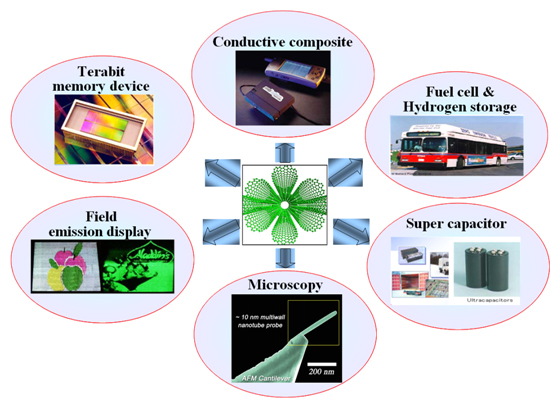 Conductive composite
Terabit
memory device
Fuel cell &
Hydrogen storage
Field
emission display
Aladdin
Super capacitor
Ultracapacitors
Microscopy
~ 10 nm multiwall
nanotube probe
200 nm
AFM Cantilever